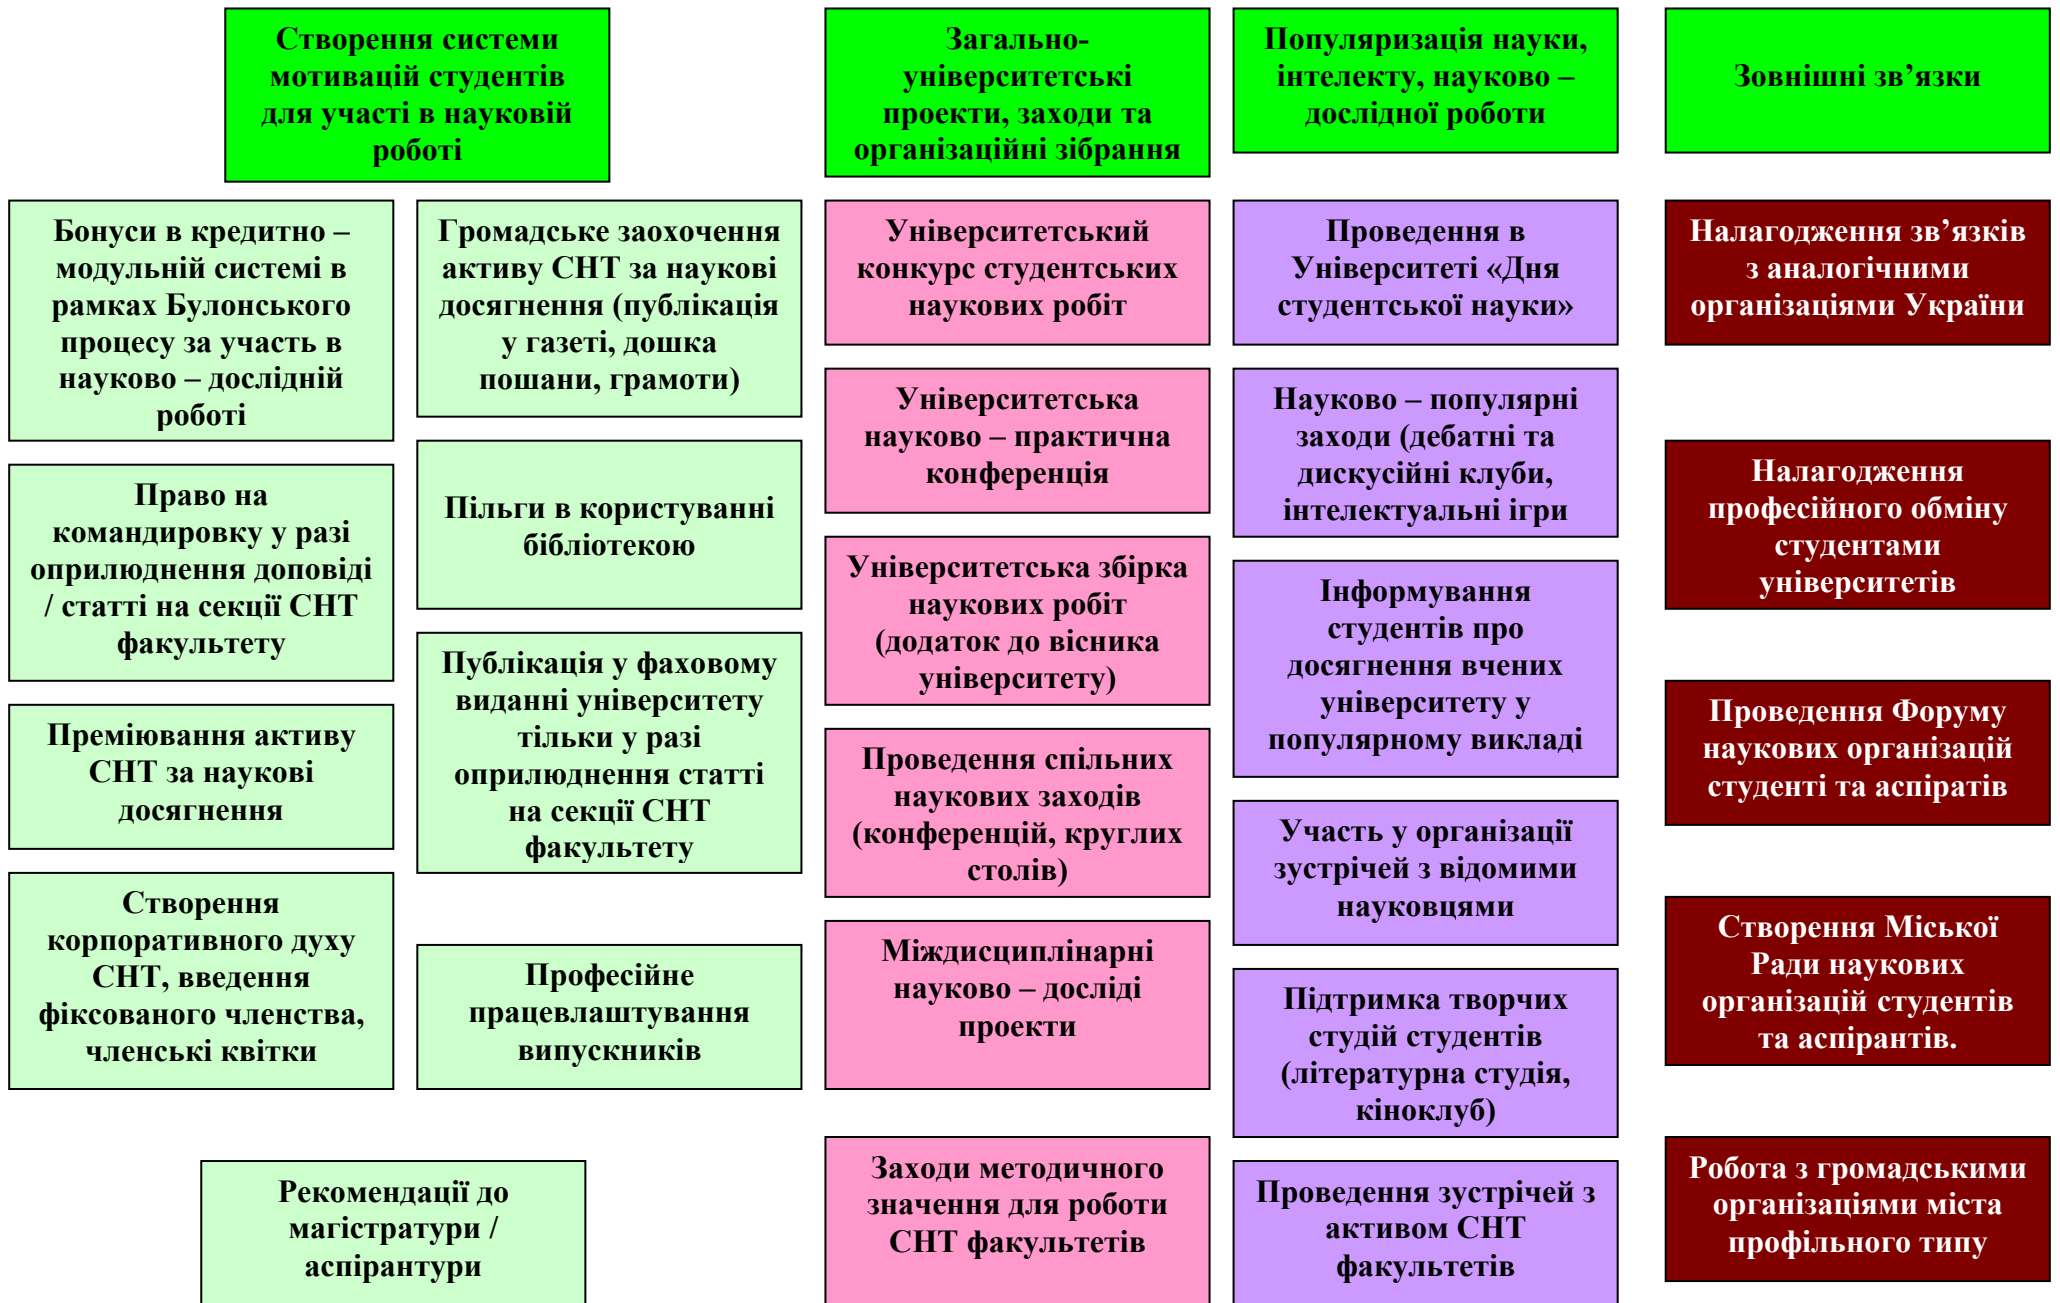 Створення системи
мотивацій студентів
для участі в науковій
роботі
Загально-
університетські
проекти, заходи та
організаційні зібрання
Популяризація науки,
інтелекту, науково –
дослідної роботи
Зовнішні зв’язки
Бонуси в кредитно –
модульній системі в
рамках Булонського
процесу за участь в
науково – дослідній
роботі
Право на
командировку у разі
оприлюднення доповіді
/ статті на секції СНТ
факультету
Преміювання активу
СНТ за наукові
досягнення
Створення
корпоративного духу
СНТ, введення
фіксованого членства,
членські квітки
Громадське заохочення
активу СНТ за наукові
досягнення (публікація
у газеті, дошка
пошани, грамоти)
Пільги в користуванні
бібліотекою
Публікація у фаховому
виданні університету
тільки у разі
оприлюднення статті
на секції СНТ
факультету
Професійне
працевлаштування
випускників
Рекомендації до
магістратури /
аспірантури
Університетський
конкурс студентських
наукових робіт
Університетська
науково – практична
конференція
Університетська збірка
наукових робіт
(додаток до вісника
університету)
Проведення спільних
наукових заходів
(конференцій, круглих
столів)
Міждисциплінарні
науково – досліді
проекти
Заходи методичного
значення для роботи
СНТ факультетів
Проведення в
Університеті «Дня
студентської науки»
Науково – популярні
заходи (дебатні та
дискусійні клуби,
інтелектуальні ігри
Інформування
студентів про
досягнення вчених
університету у
популярному викладі
Участь у організації
зустрічей з відомими
науковцями
Підтримка творчих
студій студентів
(літературна студія,
кіноклуб)
Проведення зустрічей з
активом СНТ
факультетів
Налагодження зв’язків
з аналогічними
організаціями України
Налагодження
професійного обміну
студентами
університетів
Проведення Форуму
наукових організацій
студенті та аспіратів
Створення Міської
Ради наукових
організацій студентів
та аспірантів.
Робота з громадськими
організаціями міста
профільного типу